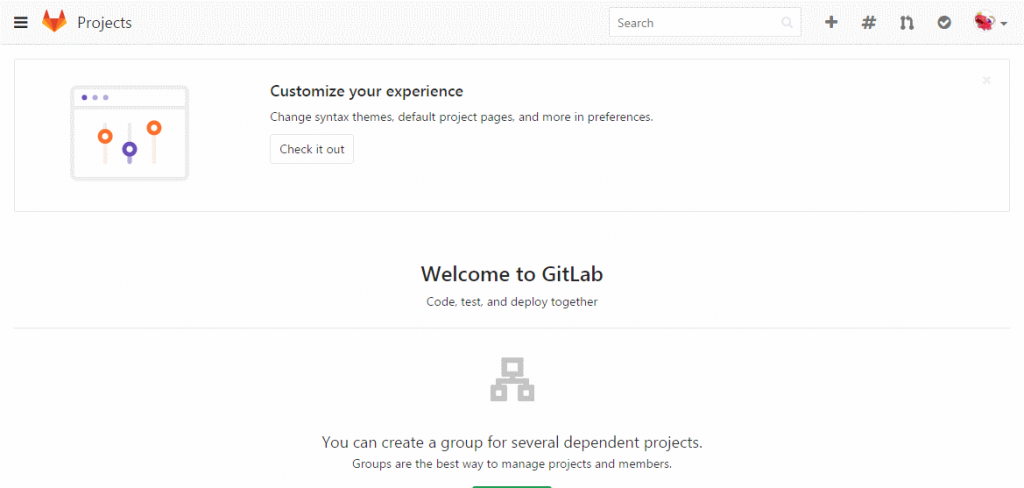 Projects
Search
Customize your experience
Change syntax themes, default project pages, and more in preferences.
Check it out
Welcome to GitLab
Code, test, and deploy together
You can create a group for several dependent projects.
Groups are the best way to manage projects and members.